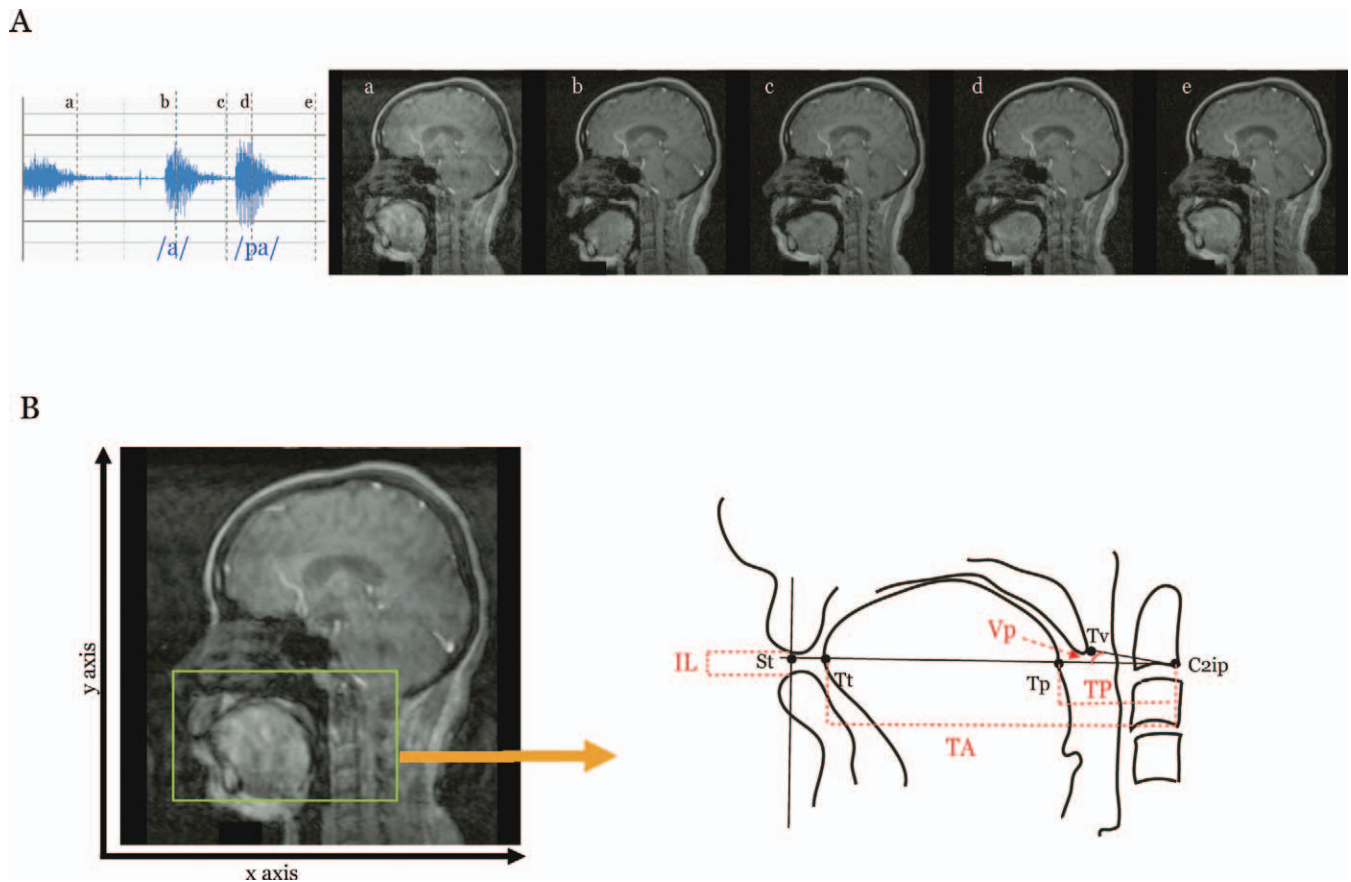 A
a b c d e
/a/ /pa/
a b c d e
B
y axis
x axis
IL
St
Tt
Vp
Tv
Tp
TP
C2ip
TA